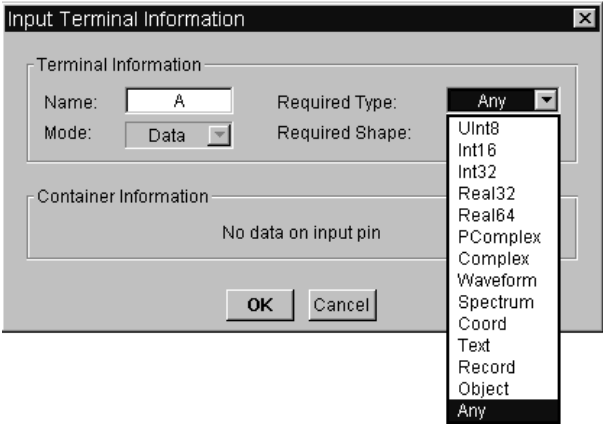 Input Terminal Information
Terminal Information
Name: A Required Type: Any
Mode: Data Required Shape:
UInt8
Int16
Int32
Real32
Real64
PComplex
Complex
Waveform
Spectrum
Coord
Text
Record
Object
Any
Container Information
No data on input pin
OK Cancel